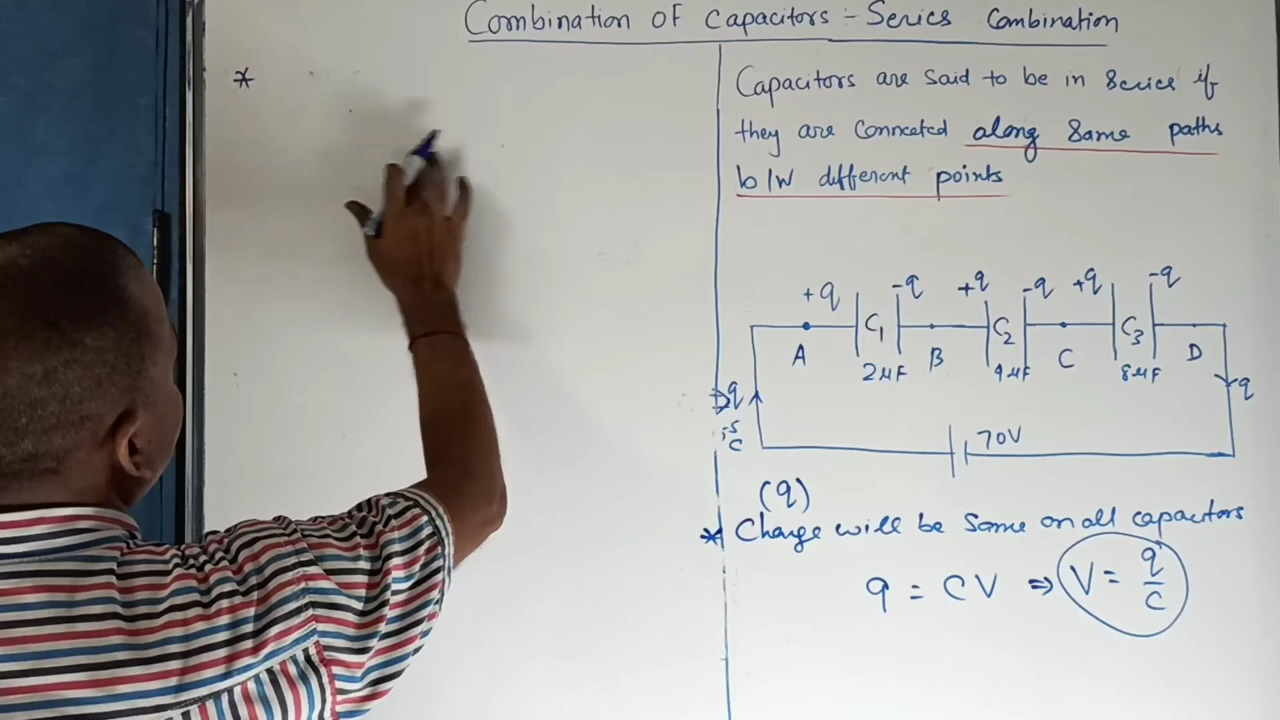 Combination of Capacitors:- Series Combination
*
Capacitors are said to be in Series if
they are Connected along Same paths
b/w different points
+q -q +q -q +q -q
C1 C2 C3
A B C D
2μF 4μF 8μF
q q
70V
(q)
* Charge will be Same on all capacitors
q = CV ⇒ V = q/c